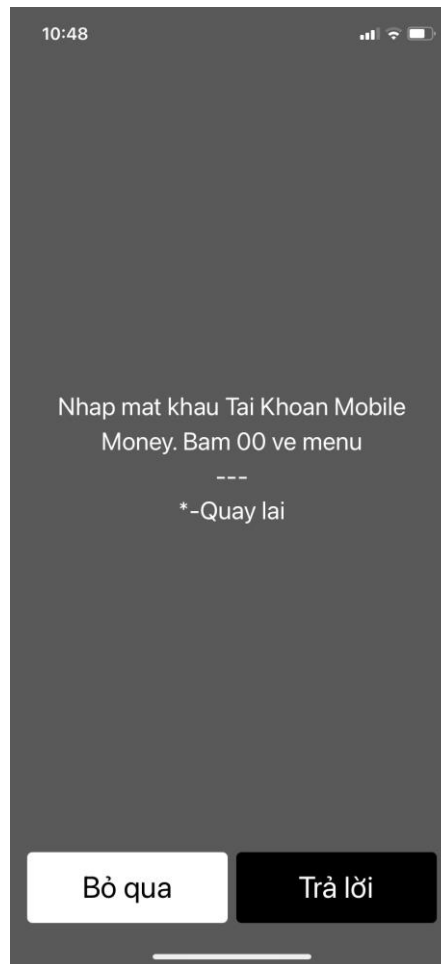 10:48
Nhap mat khau Tai Khoan Mobile
Money. Bam 00 ve menu
---
*-Quay lai
Bỏ qua
Trả lời